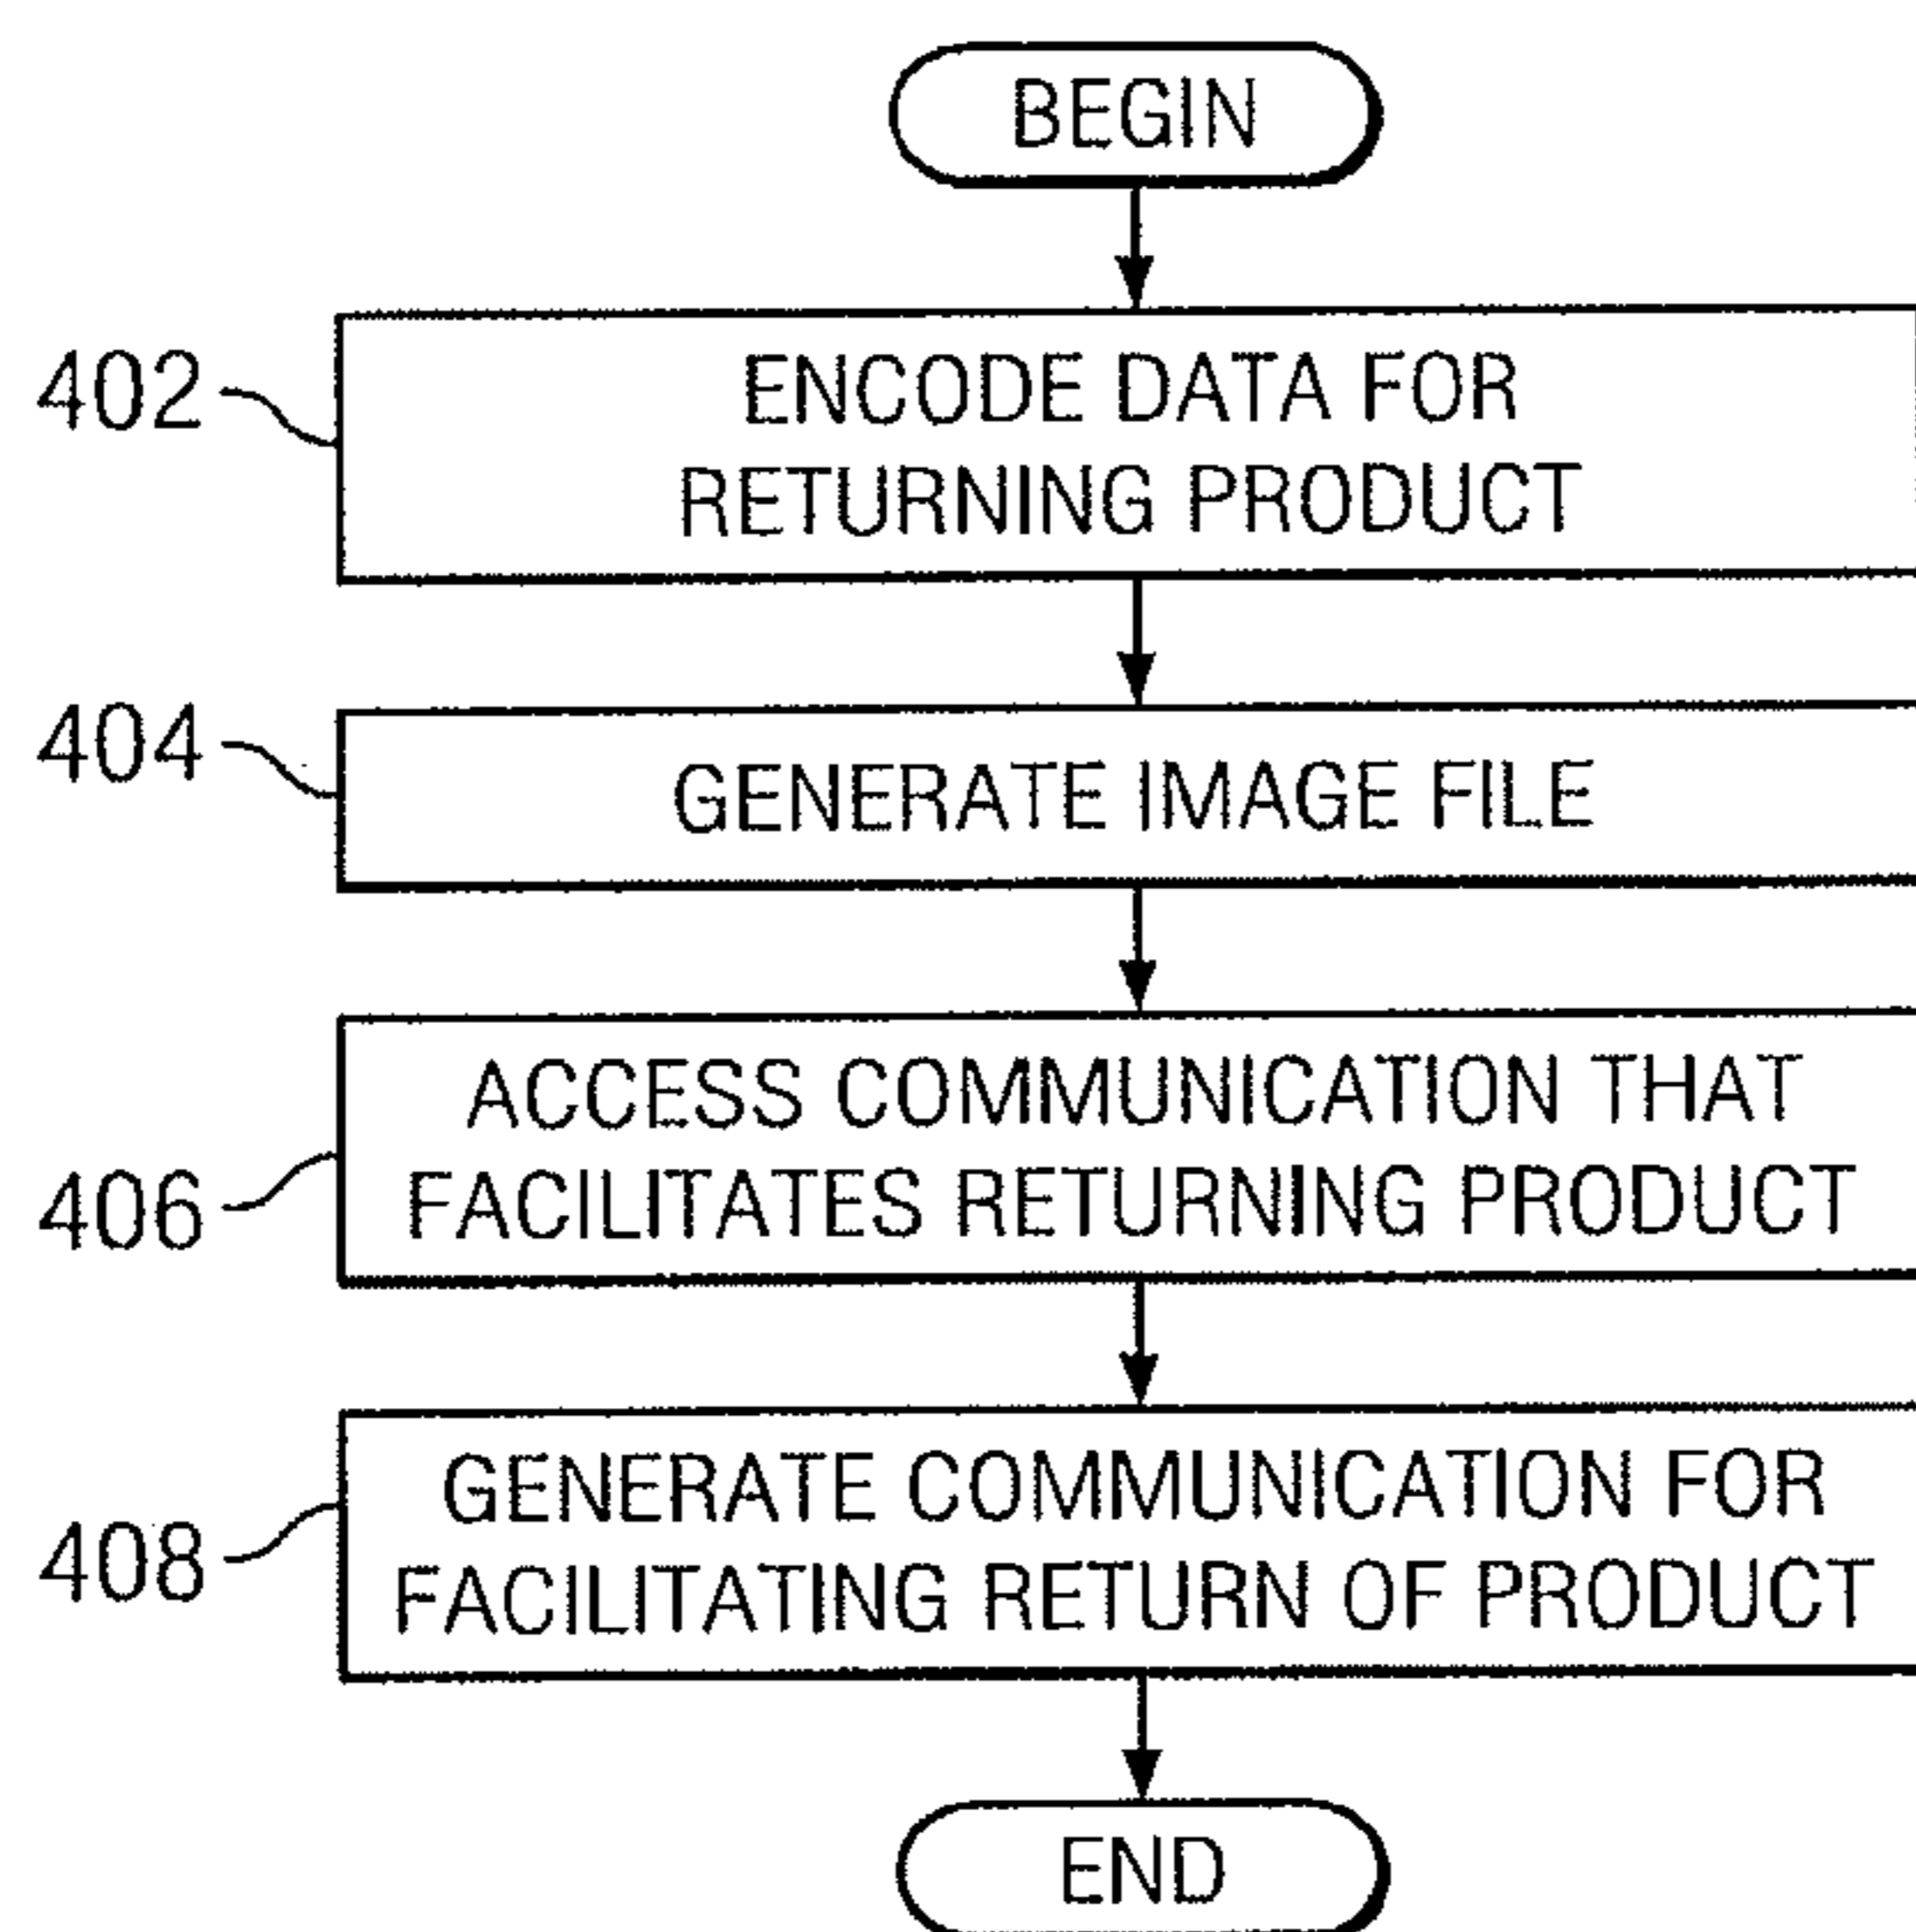 BEGIN
402
ENCODE DATA FOR
RETURNING PRODUCT
404
GENERATE IMAGE FILE
406
ACCESS COMMUNICATION THAT
FACILITATES RETURNING PRODUCT
408
GENERATE COMMUNICATION FOR
FACILITATING RETURN OF PRODUCT
END